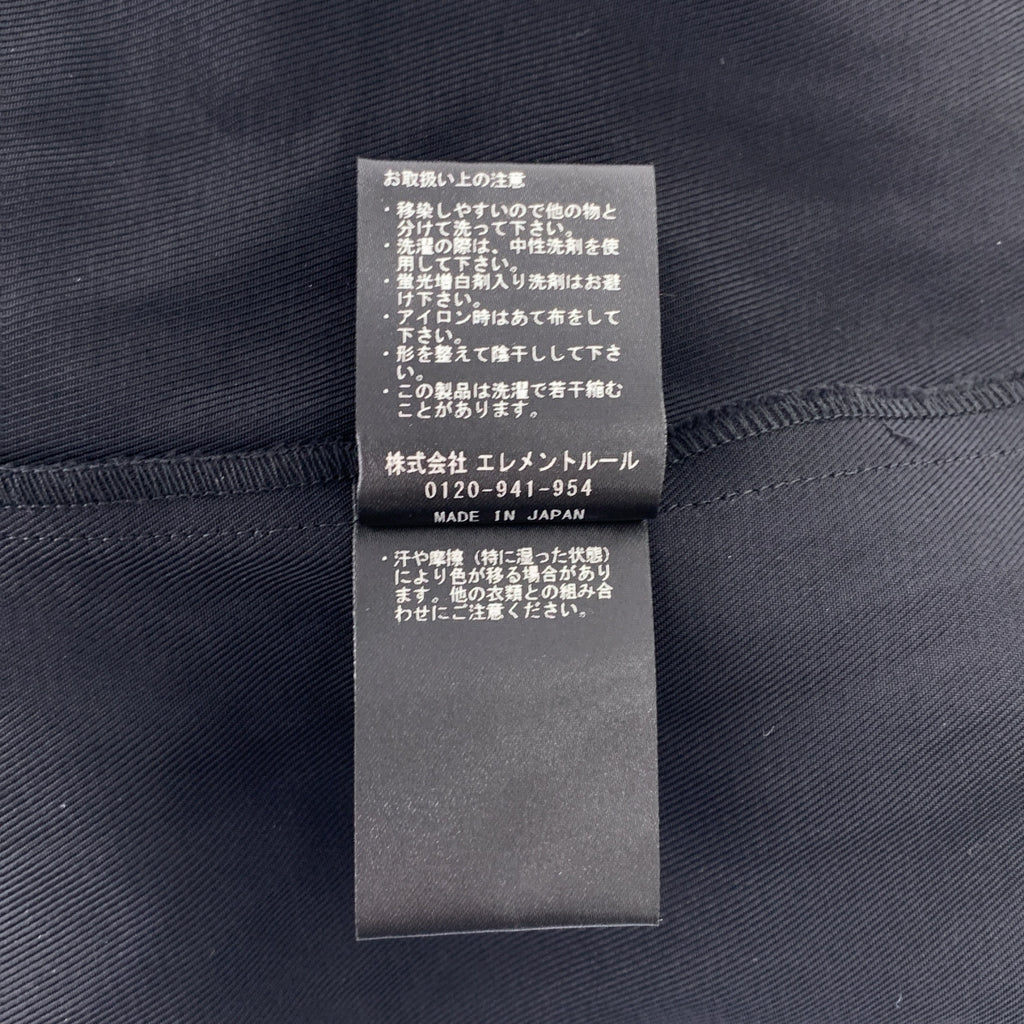 お取扱い上の注意
・移染しやすいので他の物と
分けて洗って下さい。
・洗濯の際は、中性洗剤を使
用して下さい。
・蛍光増白剤入り洗剤はお避
け下さい。
・アイロン時はあて布をして
下さい。
・形を整えて陰干しして下さ
い。
・この製品は洗濯で若干縮む
ことがあります。
株式会社 エレメントルール
0120-941-954
MADE IN JAPAN
・汗や摩擦（特に湿った状態）
により色が移る場合があり
ます。他の衣類との組み合
わせにご注意ください。